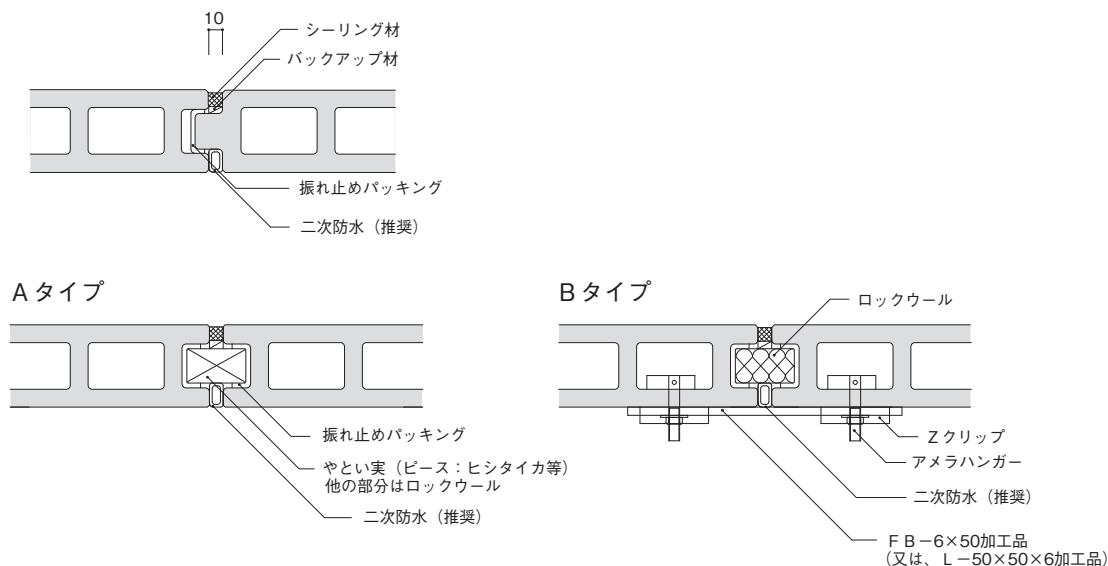 10
シーリング材
バックアップ材
振れ止めパッキング
二次防水（推奨）
Aタイプ
振れ止めパッキング
やとい実（ピース：ヒシタイカ等）
他の部分はロックウール
二次防水（推奨）
Bタイプ
ロックウール
Zクリップ
アメラハンガー
二次防水（推奨）
ＦＢ－6×50加工品
（又は、Ｌ－50×50×6加工品）